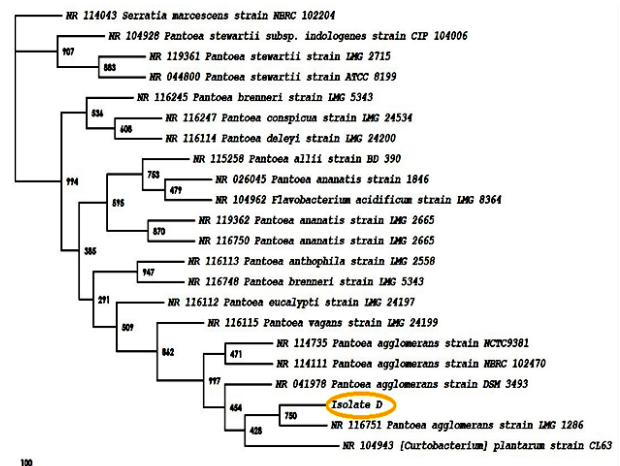 NR 114043 Serratia marcescens strain NBRC 102204
NR 104928 Pantoea stewartii subsp. indologenes strain CIP 104006
907
NR 119361 Pantoea stewartii strain LMG 2715
883
NR 044800 Pantoea stewartii strain ATCC 8199
NR 116245 Pantoea brenneri strain LMG 5343
536
NR 116247 Pantoea conspicua strain LMG 24534
608
NR 116114 Pantoea deleyi strain LMG 24200
NR 115258 Pantoea allii strain BD 390
753
994
NR 026045 Pantoea ananatis strain 1846
479
NR 104962 Flavobacterium acidificum strain LMG 8364
595
NR 119362 Pantoea ananatis strain LMG 2665
870
NR 116750 Pantoea ananatis strain LMG 2665
385
NR 116113 Pantoea anthophila strain LMG 2558
947
NR 116748 Pantoea brenneri strain LMG 5343
291
NR 116112 Pantoea eucalypti strain LMG 24197
NR 116115 Pantoea vagans strain LMG 24199
509
NR 114735 Pantoea agglomerans strain NCTC9381
862
471
NR 114111 Pantoea agglomerans strain NBRC 102470
997
NR 041978 Pantoea agglomerans strain DSM 3493
Isolate D
464
750
NR 116751 Pantoea agglomerans strain LMG 1286
428
NR 104943 [Curtobacterium] plantarum strain CL63
100